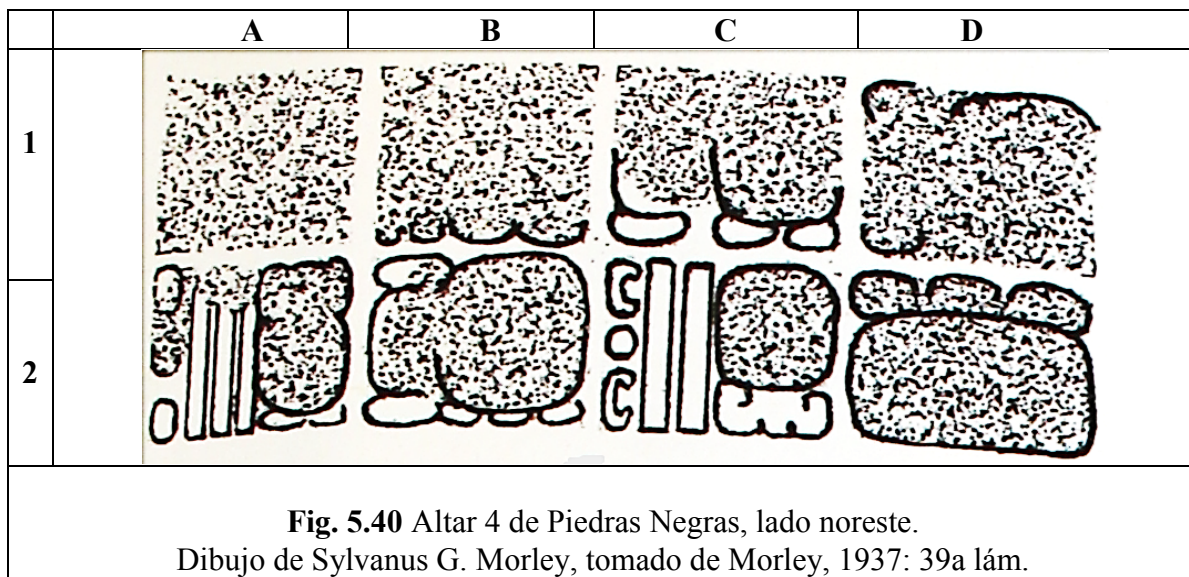 A B C D
1
2
Fig. 5.40 Altar 4 de Piedras Negras, lado noreste.
Dibujo de Sylvanus G. Morley, tomado de Morley, 1937: 39a lám.